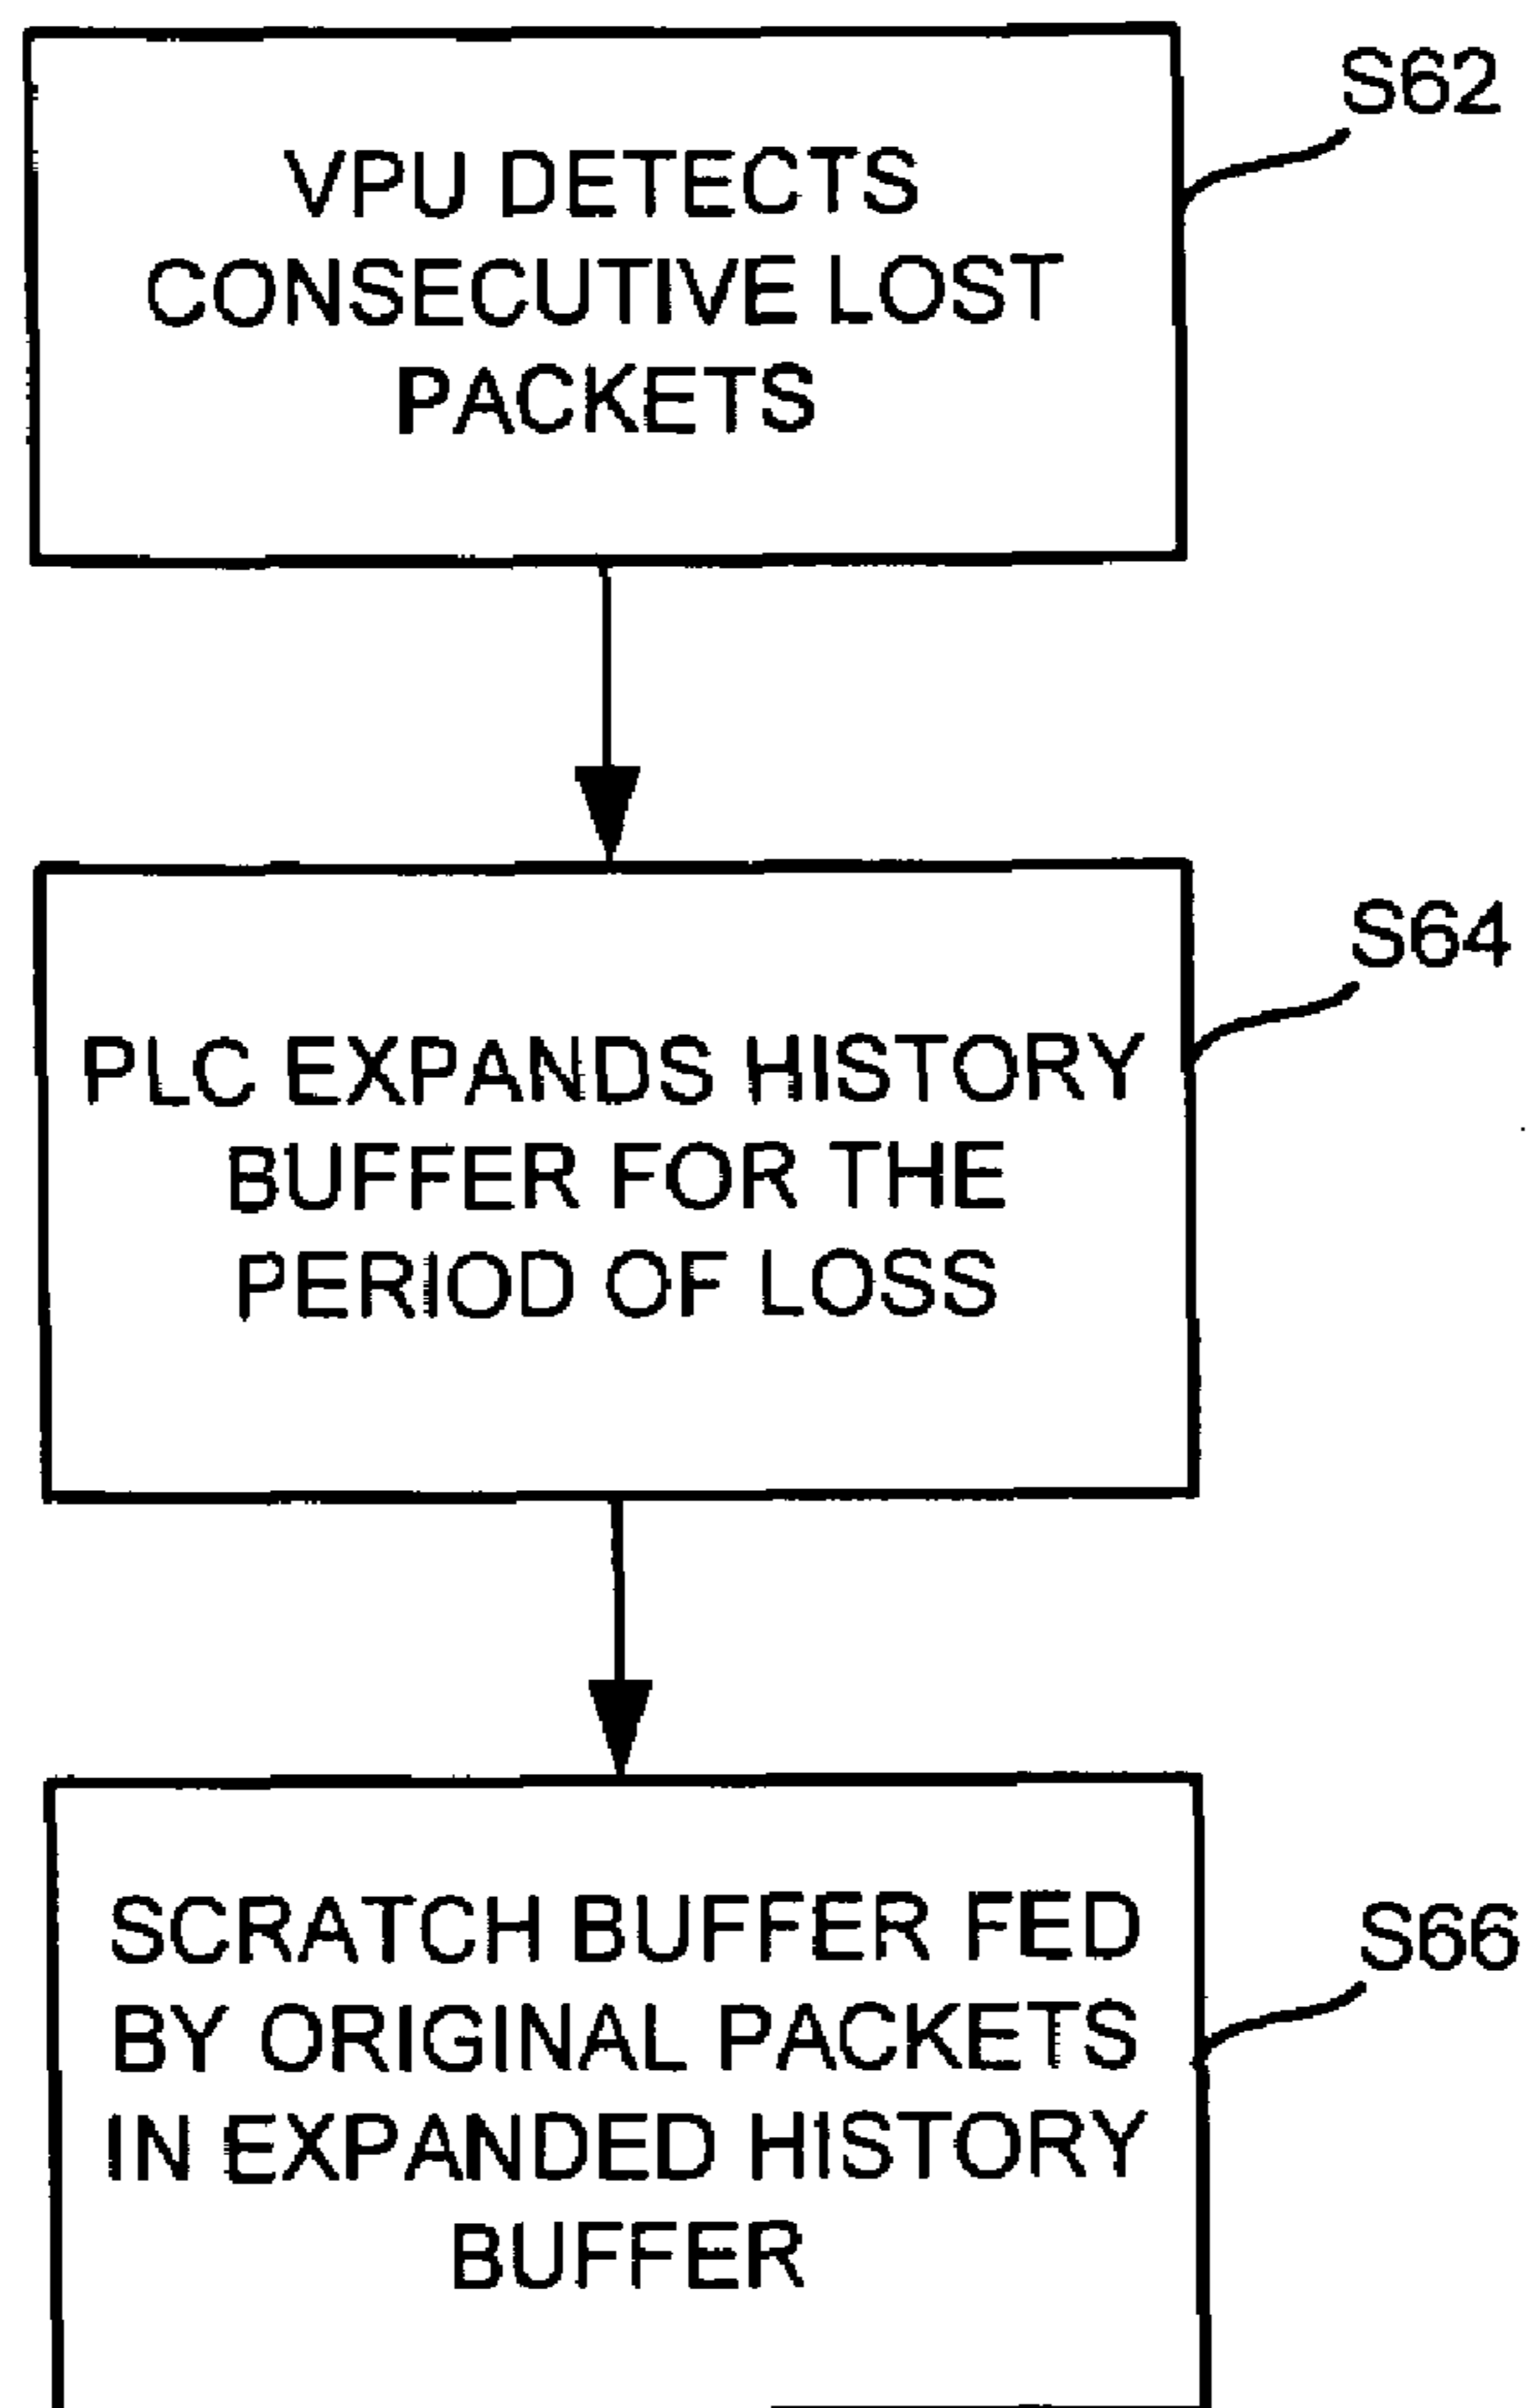 S62
VPU DETECTS
CONSECUTIVE LOST
PACKETS
S64
PLC EXPANDS HISTORY
BUFFER FOR THE
PERIOD OF LOSS
S66
SCRATCH BUFFER FED
BY ORIGINAL PACKETS
IN EXPANDED HISTORY
BUFFER